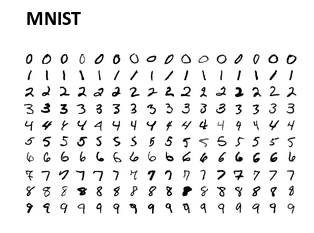 MNIST
0 0 0 0 0 0 0 0 0 0 0 0 0 0 0 0
1 1 1 1 1 1 1 1 1 1 1 1 1 1 1 1
2 2 2 2 2 2 2 2 2 2 2 2 2 2 2 2
3 3 3 3 3 3 3 3 3 3 3 3 3 3 3 3
4 4 4 4 4 4 4 4 4 4 4 4 4 4 4 4
5 5 5 5 5 5 5 5 5 5 5 5 5 5 5 5
6 6 6 6 6 6 6 6 6 6 6 6 6 6 6 6
7 7 7 7 7 7 7 7 7 7 7 7 7 7 7 7
8 8 8 8 8 8 8 8 8 8 8 8 8 8 8 8
9 9 9 9 9 9 9 9 9 9 9 9 9 9 9 9